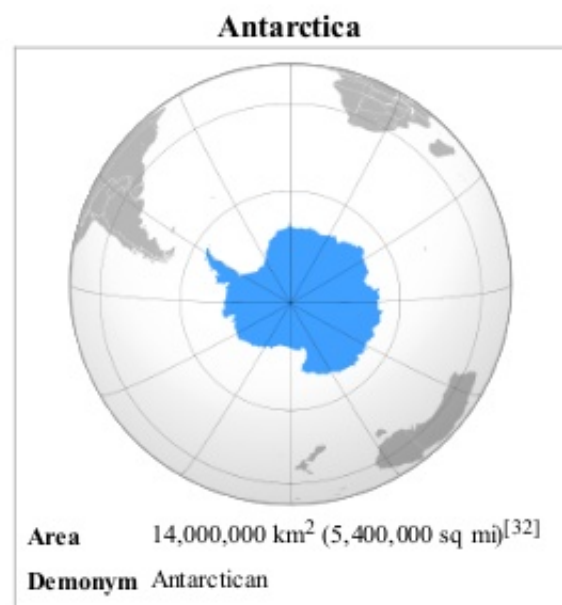 Antarctica
Area 14,000,000 km² (5,400,000 sq mi)[32]
Demonym Antarctican